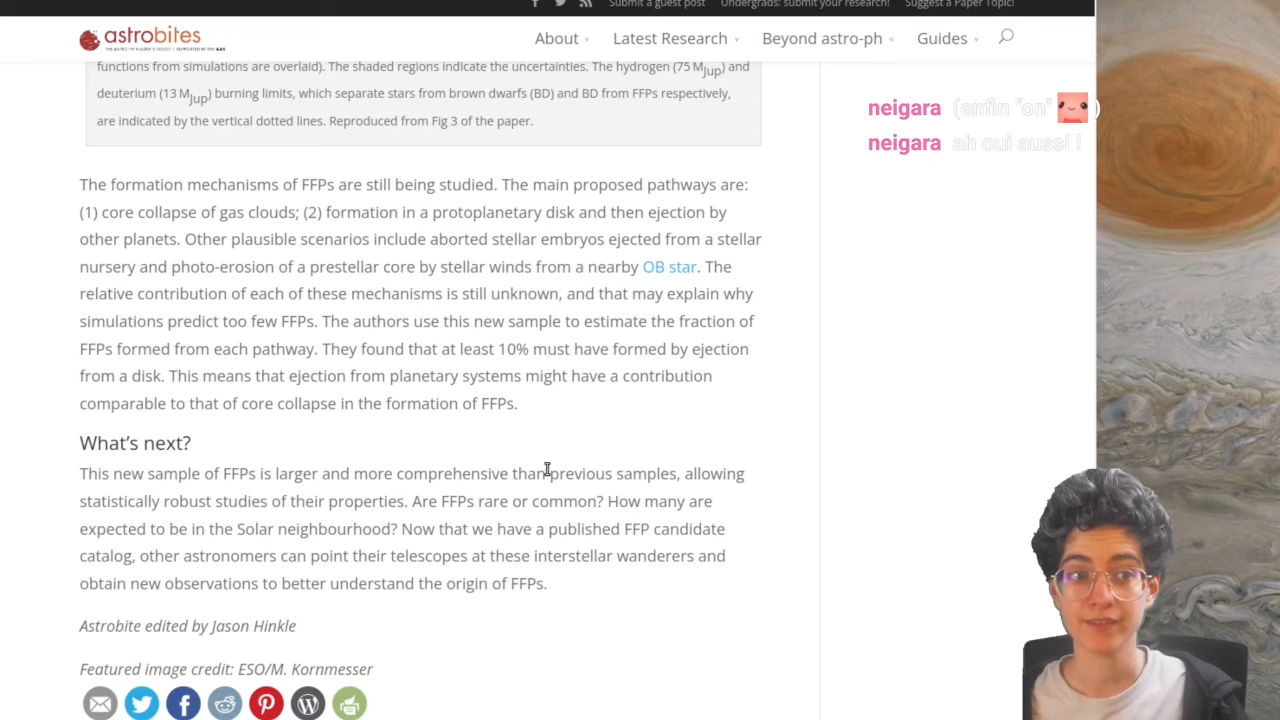 Submit a guest post Undergrads: submit your research! Suggest a Paper Topic!
astrobites
THE ASTRO-PH READER'S DIGEST | SUPPORTED BY THE AAS
About Latest Research Beyond astro-ph Guides
functions from simulations are overlaid). The shaded regions indicate the uncertainties. The hydrogen (75 MJup) and
deuterium (13 MJup) burning limits, which separate stars from brown dwarfs (BD) and BD from FFPs respectively,
are indicated by the vertical dotted lines. Reproduced from Fig 3 of the paper.
neigara (enfin "on" )
neigara ah oui aussi !
The formation mechanisms of FFPs are still being studied. The main proposed pathways are:
(1) core collapse of gas clouds; (2) formation in a protoplanetary disk and then ejection by
other planets. Other plausible scenarios include aborted stellar embryos ejected from a stellar
nursery and photo-erosion of a prestellar core by stellar winds from a nearby OB star. The
relative contribution of each of these mechanisms is still unknown, and that may explain why
simulations predict too few FFPs. The authors use this new sample to estimate the fraction of
FFPs formed from each pathway. They found that at least 10% must have formed by ejection
from a disk. This means that ejection from planetary systems might have a contribution
comparable to that of core collapse in the formation of FFPs.
What's next?
This new sample of FFPs is larger and more comprehensive than previous samples, allowing
statistically robust studies of their properties. Are FFPs rare or common? How many are
expected to be in the Solar neighbourhood? Now that we have a published FFP candidate
catalog, other astronomers can point their telescopes at these interstellar wanderers and
obtain new observations to better understand the origin of FFPs.
Astrobite edited by Jason Hinkle
Featured image credit: ESO/M. Kornmesser